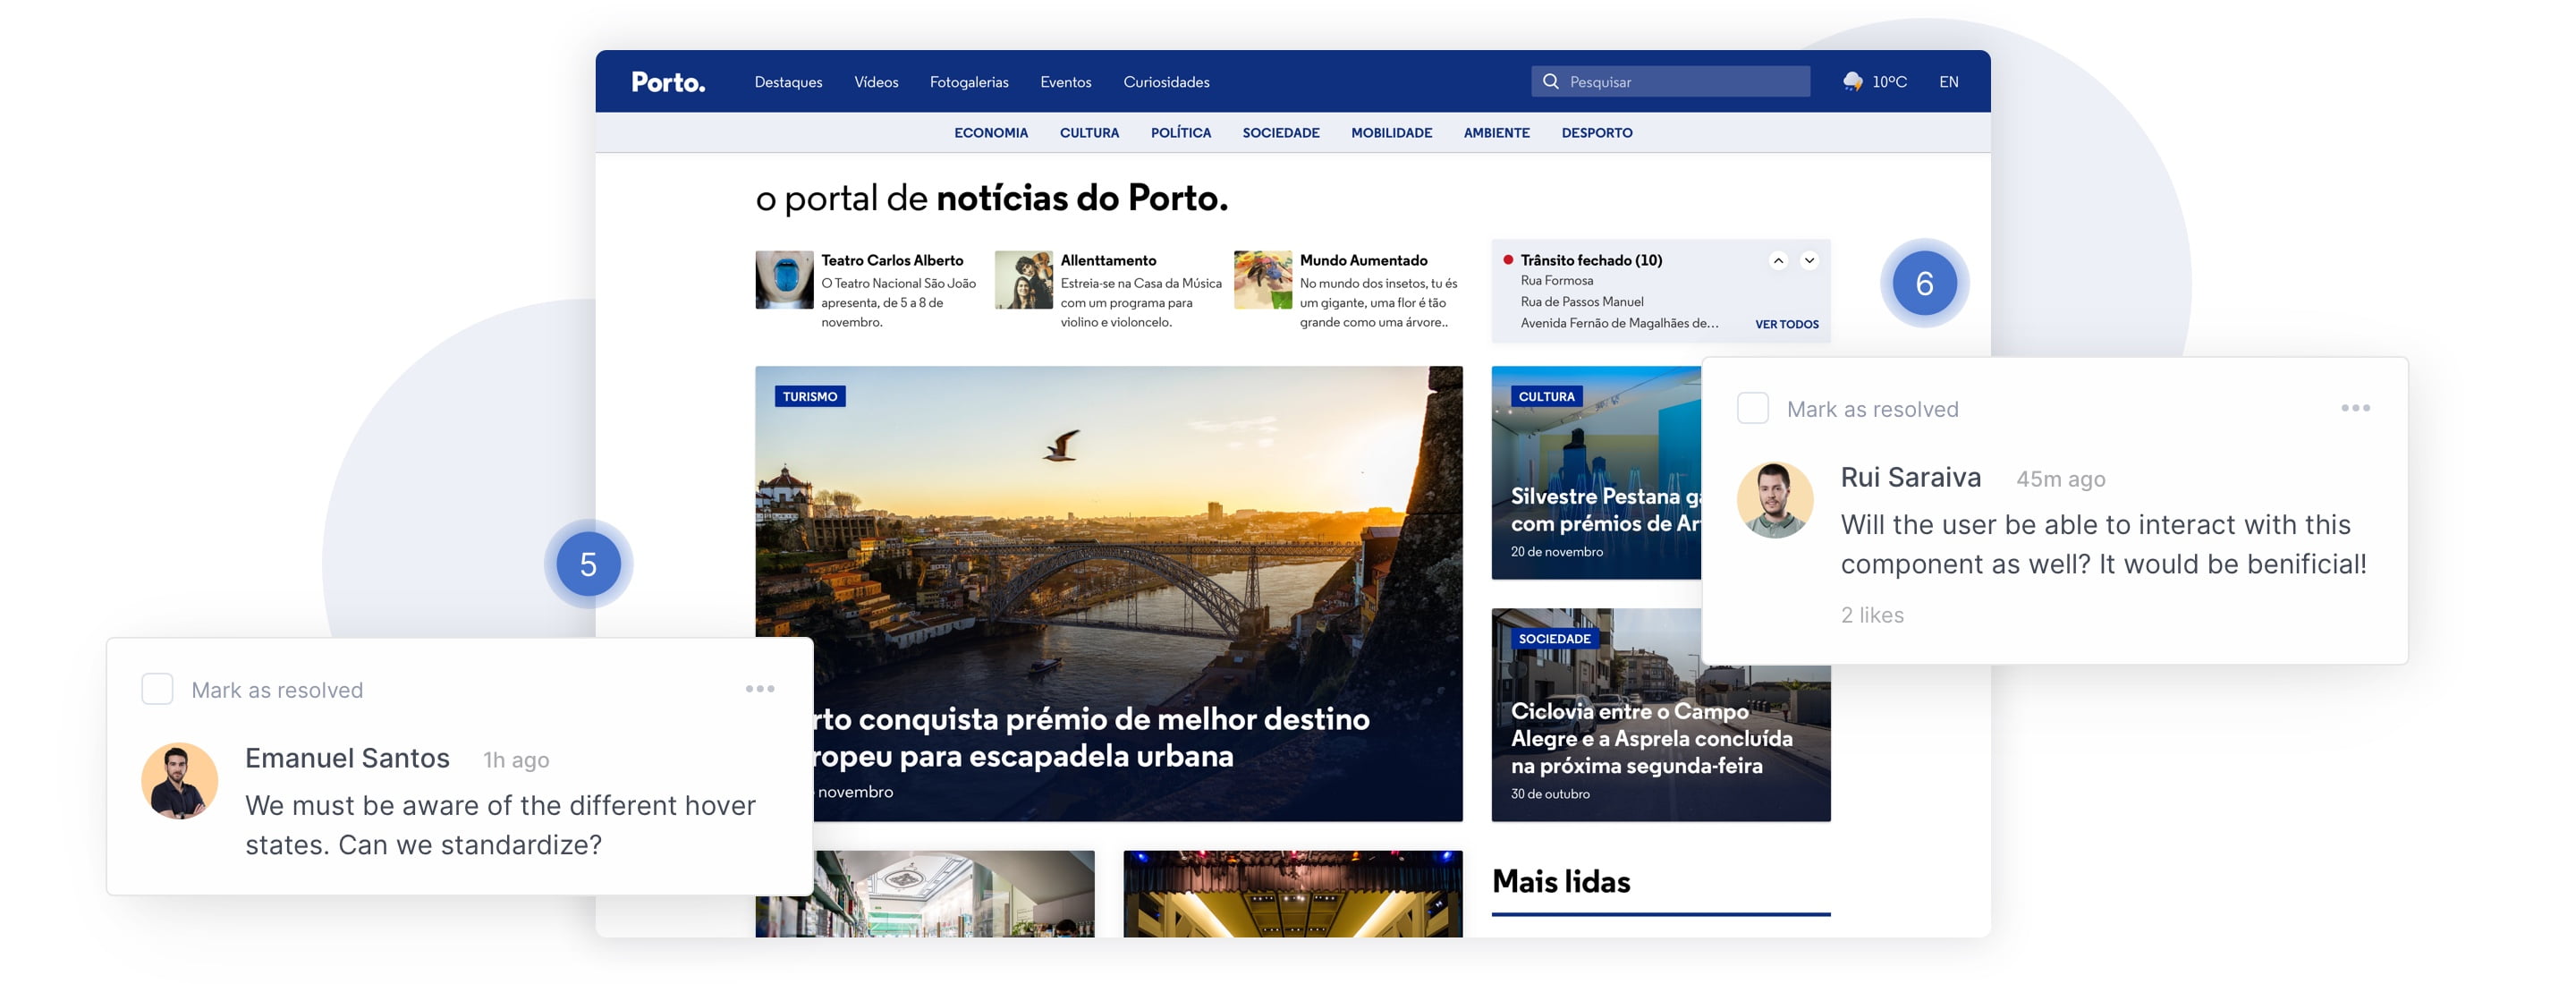 Porto.
Destaques
Vídeos
Fotogalerias
Eventos
Curiosidades
Pesquisar
10ºC
EN
ECONOMIA
CULTURA
POLÍTICA
SOCIEDADE
MOBILIDADE
AMBIENTE
DESPORTO
o portal de notícias do Porto.
Teatro Carlos Alberto
O Teatro Nacional São João
apresenta, de 5 a 8 de
novembro.
Allenttamento
Estreia-se na Casa da Música
com um programa para
violino e violoncelo.
Mundo Aumentado
No mundo dos insetos, tu és
um gigante, uma flor é tão
grande como uma árvore..
Trânsito fechado (10)
Rua Formosa
Rua de Passos Manuel
Avenida Fernão de Magalhães de...
VER TODOS
6
TURISMO
rto conquista prémio de melhor destino
ropeu para escapadela urbana
novembro
CULTURA
Silvestre Pestana ga
com prémios de Ar
20 de novembro
Mark as resolved
Rui Saraiva
45m ago
Will the user be able to interact with this
component as well? It would be benificial!
2 likes
5
Mark as resolved
Emanuel Santos
1h ago
We must be aware of the different hover
states. Can we standardize?
SOCIEDADE
Ciclovia entre o Campo
Alegre e a Asprela concluída
na próxima segunda-feira
30 de outubro
Mais lidas